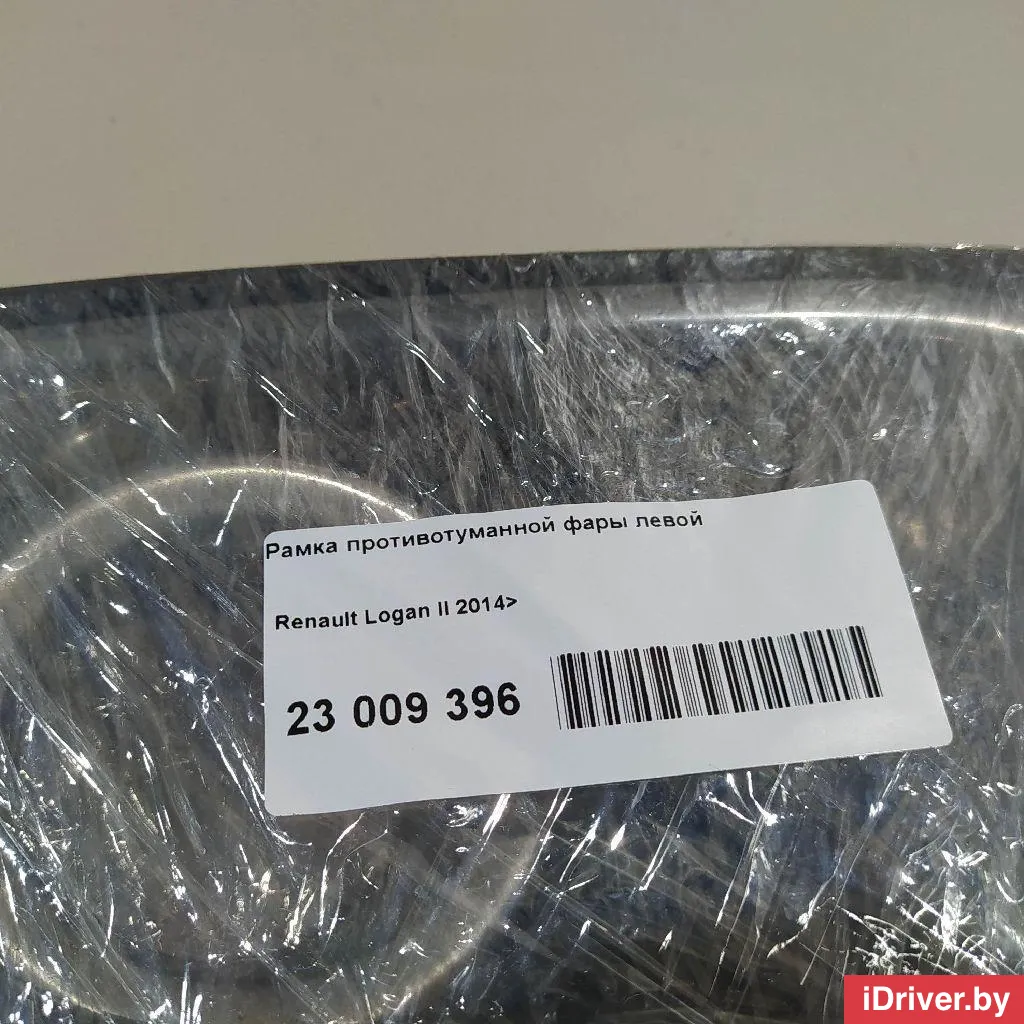 Рамка противотуманной фары левой
Renault Logan II 2014>
23 009 396
iDriver.by